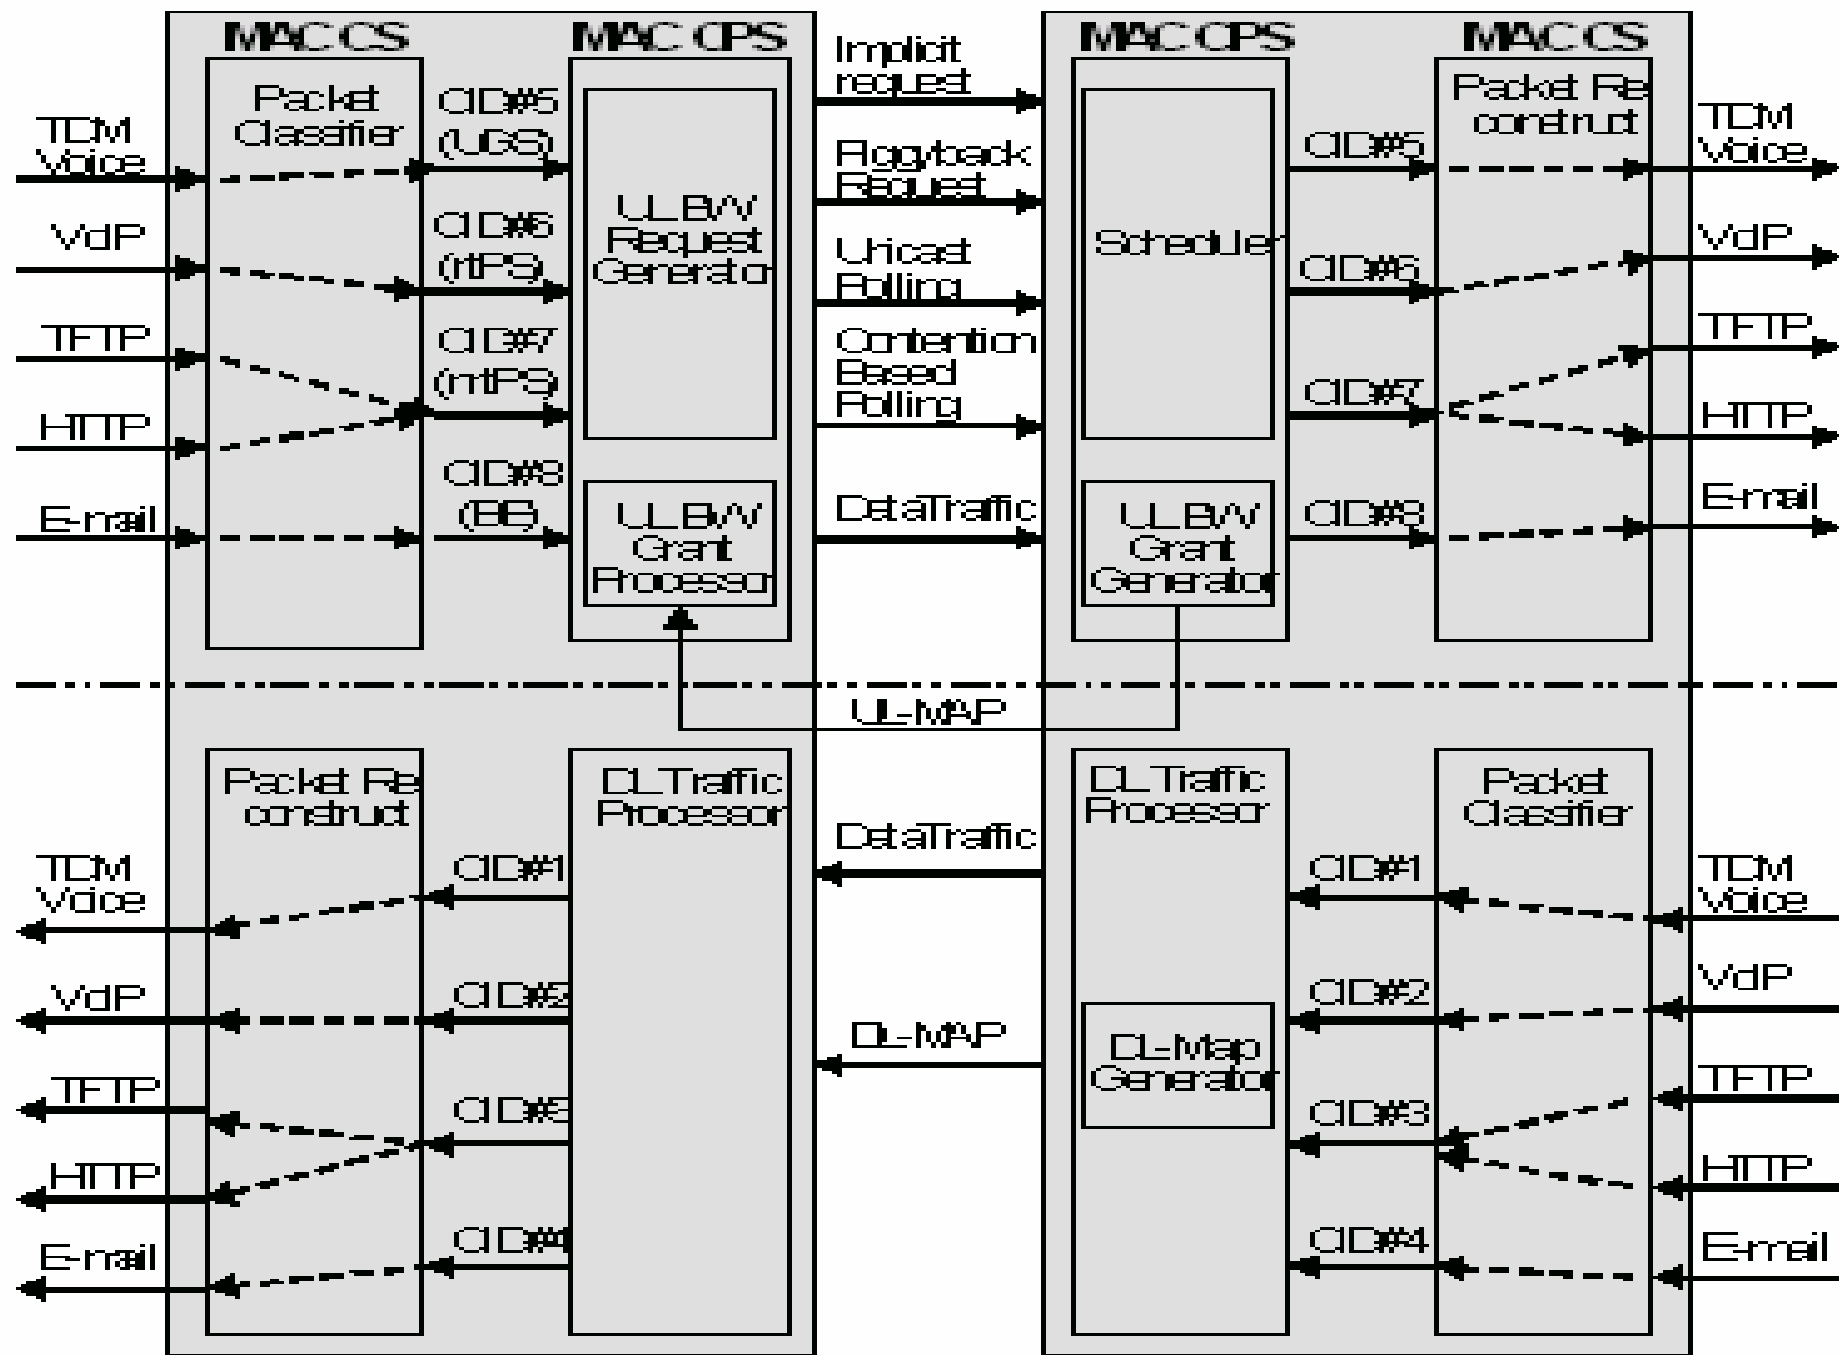 MAC CS
MAC CPS
MAC CPS
MAC CS
Packet
Classifier
TDM
Voice
VoIP
TFTP
HTTP
E-mail
CID#5
(UGS)
CID#6
(rtPS)
CID#7
(nrtPS)
CID#8
(BE)
UL BW
Request
Generator
UL BW
Grant
Processor
Implicit
request
Piggyback
Request
Unicast
Polling
Contention
Based
Polling
Data Traffic
Scheduler
UL BW
Grant
Generator
CID#5
CID#6
CID#7
CID#8
Packet Re
construct
TDM
Voice
VoIP
TFTP
HTTP
E-mail
UL-MAP
Packet Re
construct
TDM
Voice
VoIP
TFTP
HTTP
E-mail
CID#1
CID#2
CID#3
CID#4
DL Traffic
Processor
Data Traffic
DL-MAP
DL Traffic
Processor
DL-Map
Generator
CID#1
CID#2
CID#3
CID#4
Packet
Classifier
TDM
Voice
VoIP
TFTP
HTTP
E-mail